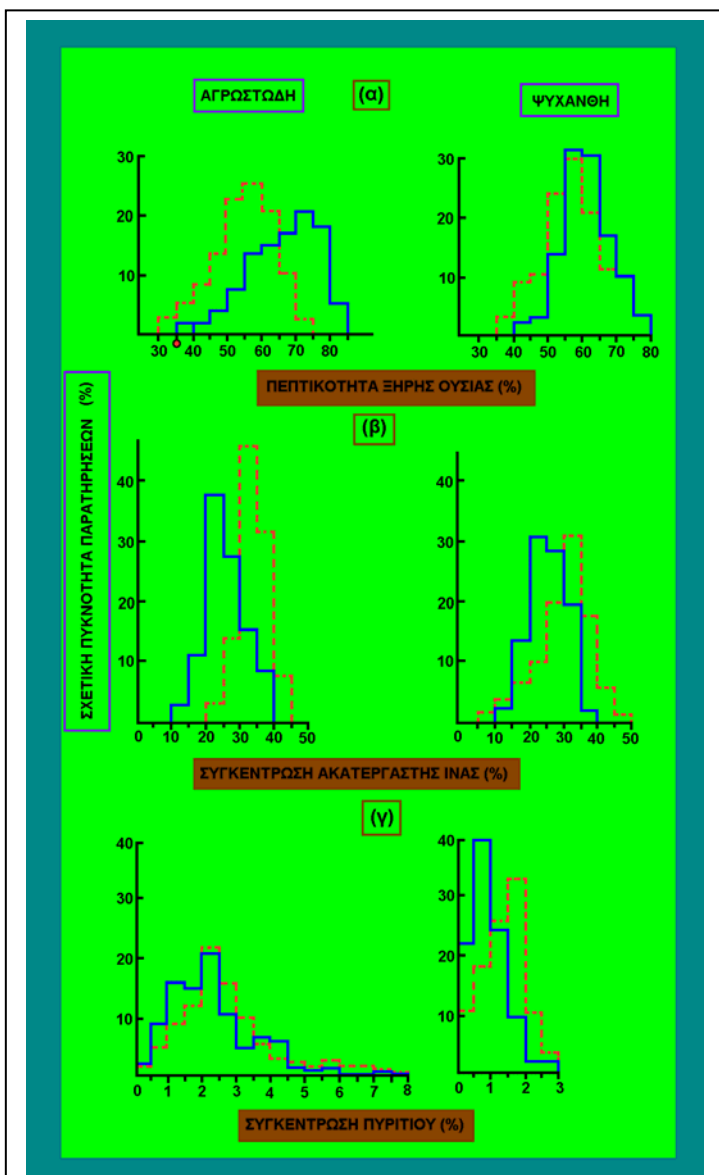 ΑΓΡΩΣΤΩΔΗ (α) ΨΥΧΑΝΘΗ
30
20
10
30 40 50 60 70 80
30
20
10
30 40 50 60 70 80
ΠΕΠΤΙΚΟΤΗΤΑ ΞΗΡΗΣ ΟΥΣΙΑΣ (%)
ΣΧΕΤΙΚΗ ΠΥΚΝΟΤΗΤΑ ΠΑΡΑΤΗΡΗΣΕΩΝ (%)
(β)
40
30
20
10
0 10 20 30 40 50
40
30
20
10
0 10 20 30 40 50
ΣΥΓΚΕΝΤΡΩΣΗ ΑΚΑΤΕΡΓΑΣΤΗΣ ΙΝΑΣ (%)
(γ)
40
30
20
10
0 1 2 3 4 5 6 7 8
40
30
20
10
0 1 2 3
ΣΥΓΚΕΝΤΡΩΣΗ ΠΥΡΙΤΙΟΥ (%)